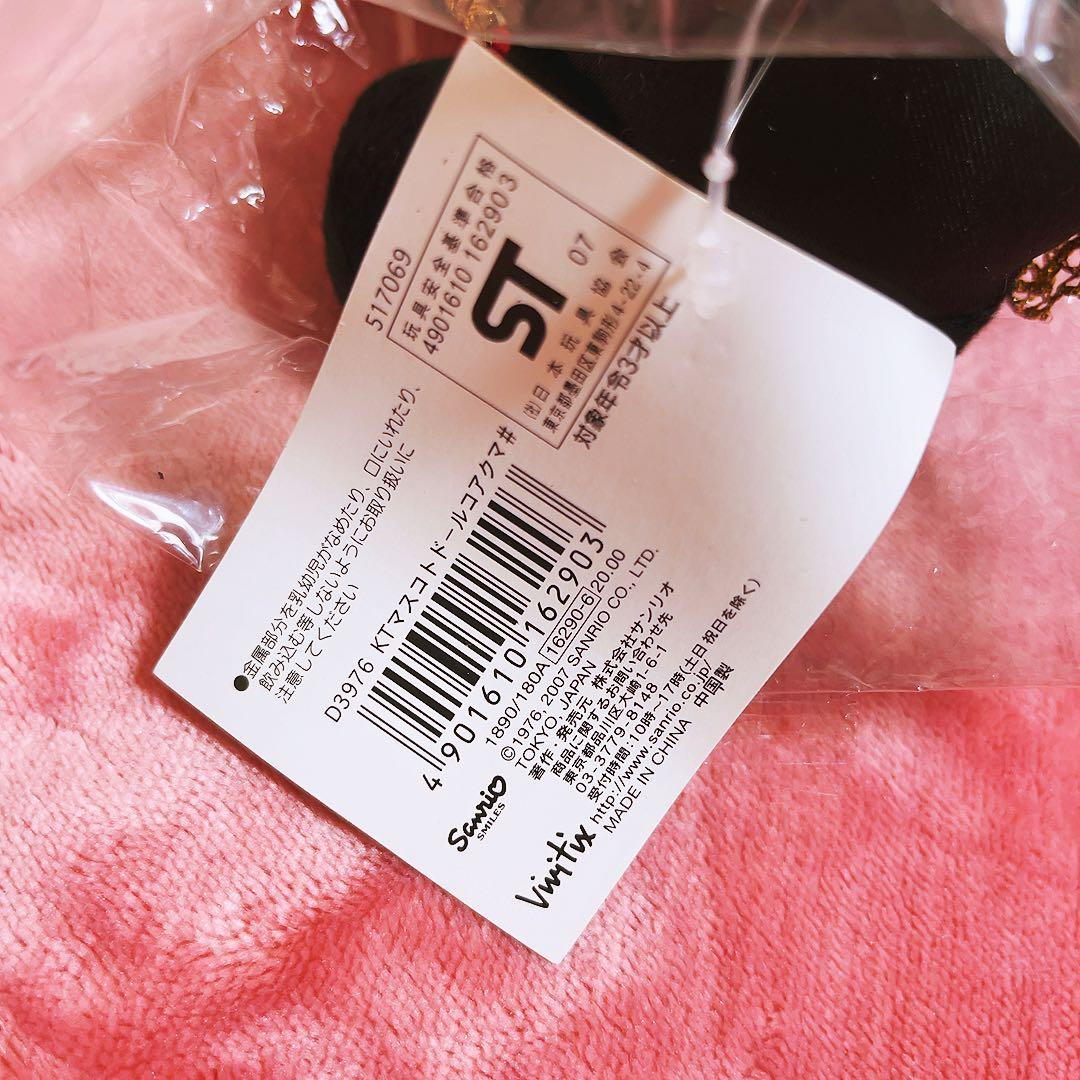 517069
玩具安全基準合格
4901610 162903
ST
07
(社)日本玩具協会
東京都墨田区東駒形4-22-4
対象年令3才以上
●金属部分を乳幼児がなめたり、口にいれたり、
飲み込む等しないようにお取り扱いに
注意してください
D3976 KTマスコトドールコアクマ#
4 901610 162903
1890/180A 16290-6 20.00
©1976, 2007 SANRIO CO., LTD.
TOKYO, JAPAN
著作・発売元 株式会社サンリオ
商品に関するお問い合わせ先
東京都品川区大崎1-6-1
03-3779-8148
受付時間:10時-17時(土日祝日を除く)
http://www.sanrio.co.jp/
MADE IN CHINA 中国製
Sanrio
SMILES
Vivitix